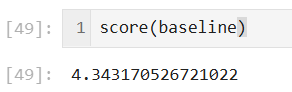 [49]: 1 score(baseline)
[49]: 4.343170526721022